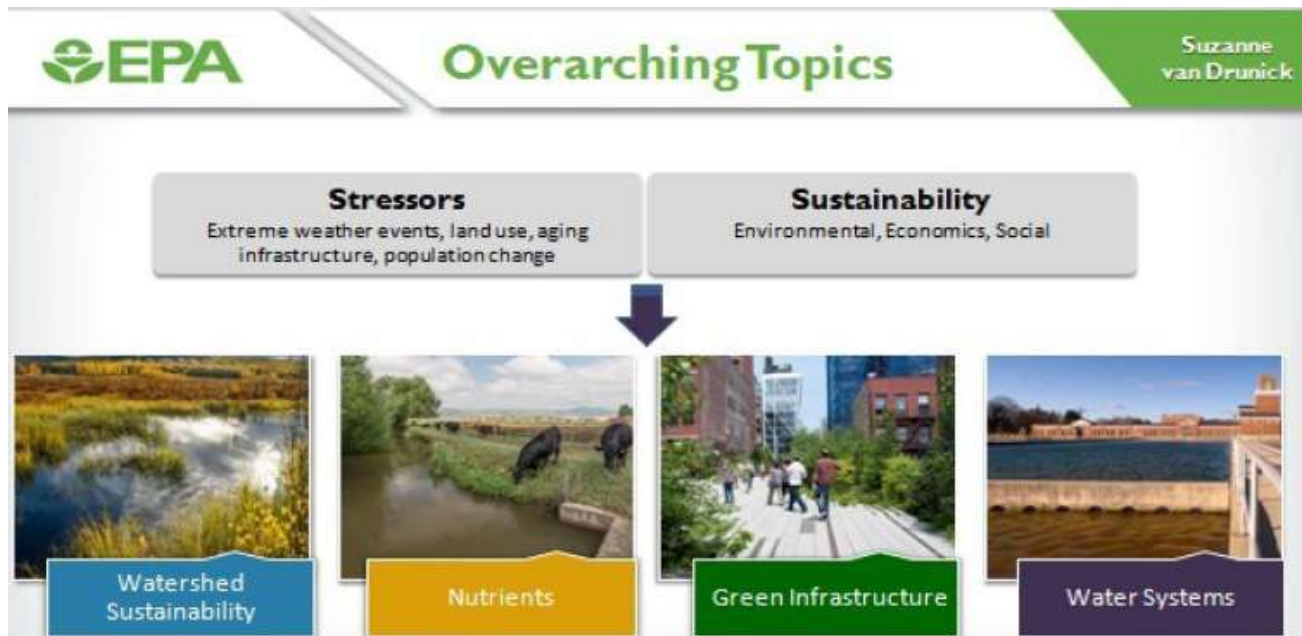 EPA
Overarching Topics
Suzanne
van Drunick
Stressors
Extreme weather events, land use, aging
infrastructure, population change
Sustainability
Environmental, Economics, Social
Watershed
Sustainability
Nutrients
Green Infrastructure
Water Systems